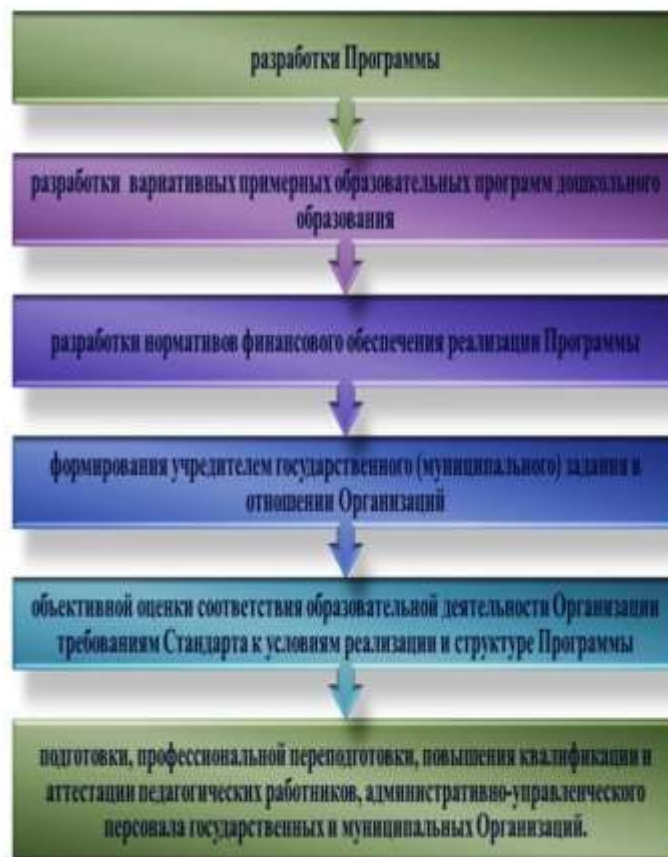 разработки Программы
разработки вариативных примерных образовательных программ дошкольного
образования
разработки нормативов финансового обеспечения реализации Программы
формирования учредителем государственного (муниципального) задания в
отношении Организаций
объективной оценки соответствия образовательной деятельности Организации
требованиям Стандарта к условиям реализации и структуре Программы
подготовки, профессиональной переподготовки, повышения квалификации и
аттестации педагогических работников, административно-управленческого
персонала государственных и муниципальных Организаций.